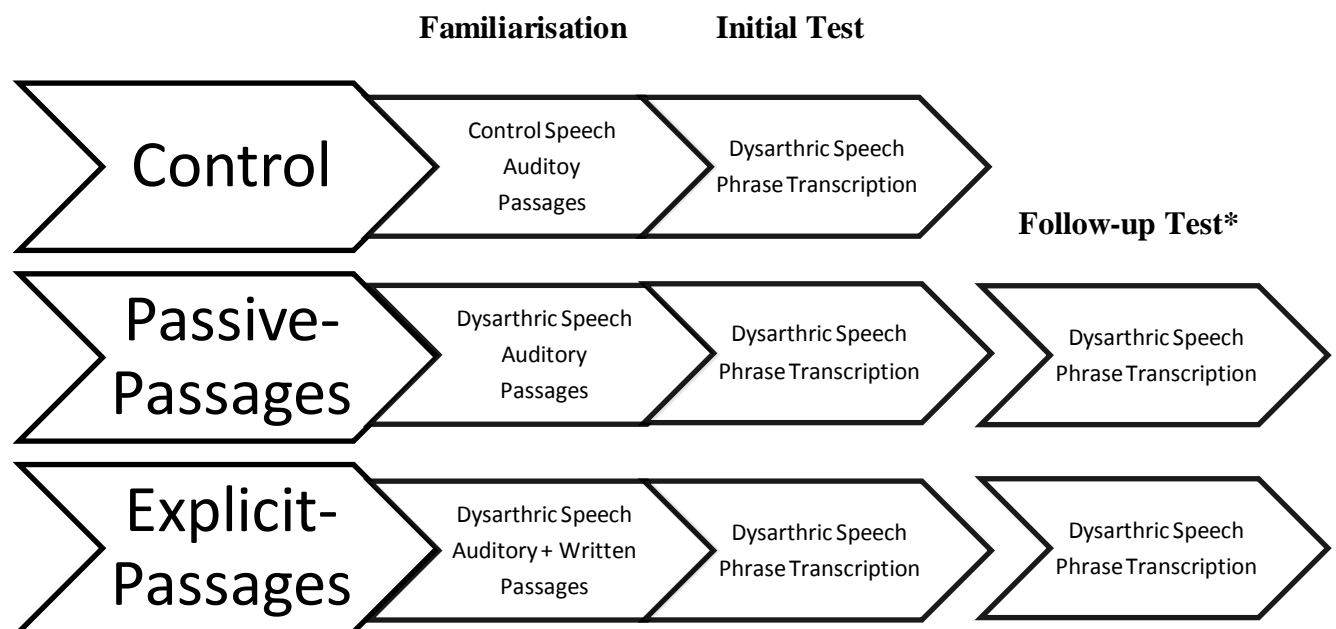 Familiarisation Initial Test
Control
Control Speech
Auditoy
Passages
Dysarthric Speech
Phrase Transcription
Follow-up Test*
Passive-
Passages
Dysarthric Speech
Auditory
Passages
Dysarthric Speech
Phrase Transcription
Dysarthric Speech
Phrase Transcription
Explicit-
Passages
Dysarthric Speech
Auditory + Written
Passages
Dysarthric Speech
Phrase Transcription
Dysarthric Speech
Phrase Transcription